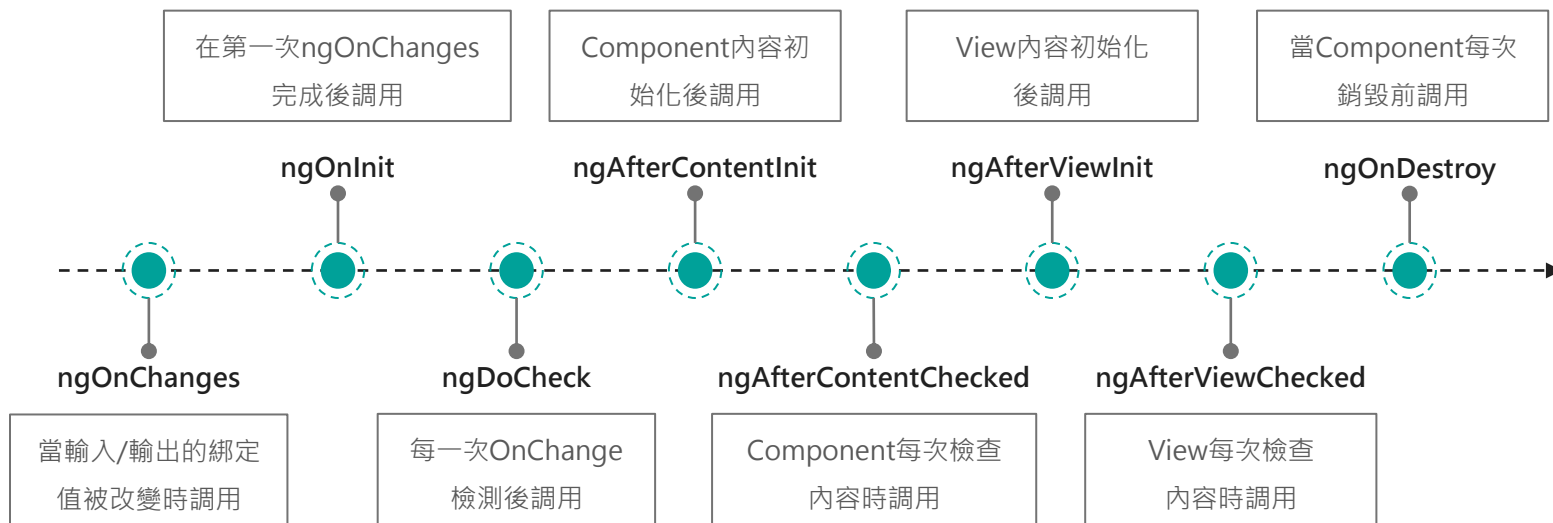 在第一次ngOnChanges
完成後調用
Component內容初
始化後調用
View內容初始化
後調用
當Component每次
銷毀前調用
ngOnInit
ngAfterContentInit
ngAfterViewInit
ngOnDestroy
ngOnChanges
ngDoCheck
ngAfterContentChecked
ngAfterViewChecked
當輸入/輸出的綁定
值被改變時調用
每一次OnChange
檢測後調用
Component每次檢查
內容時調用
View每次檢查
內容時調用